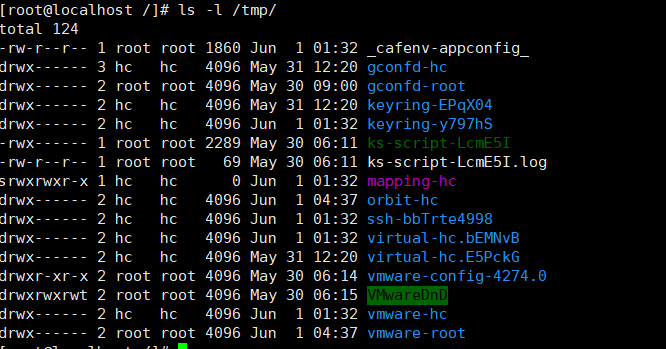 [root@localhost /]# ls -l /tmp/
total 124
-rw-r--r-- 1 root root 1860 Jun  1 01:32 _cafenv-appconfig_
drwx------ 3 hc   hc   4096 May 31 12:20 gconfd-hc
drwx------ 2 root root 4096 May 30 09:00 gconfd-root
drwx------ 2 hc   hc   4096 May 31 12:20 keyring-EPqX04
drwx------ 2 hc   hc   4096 Jun  1 01:32 keyring-y797hS
-rwx------ 1 root root 2289 May 30 06:11 ks-script-LcmE5I
-rw-r--r-- 1 root root   69 May 30 06:11 ks-script-LcmE5I.log
srwxrwxr-x 1 hc   hc      0 Jun  1 01:32 mapping-hc
drwx------ 2 hc   hc   4096 Jun  1 04:37 orbit-hc
drwx------ 2 hc   hc   4096 Jun  1 01:32 ssh-bbTrte4998
drwx------ 2 hc   hc   4096 Jun  1 01:32 virtual-hc.bEMNvB
drwx------ 2 hc   hc   4096 May 31 12:20 virtual-hc.E5PckG
drwxr-xr-x 2 root root 4096 May 30 06:14 vmware-config-4274.0
drwxrwxrwt 2 root root 4096 May 30 06:15 VMwareDnD
drwx------ 2 hc   hc   4096 Jun  1 01:32 vmware-hc
drwx------ 2 root root 4096 Jun  1 04:37 vmware-root
[root@localhost /]#